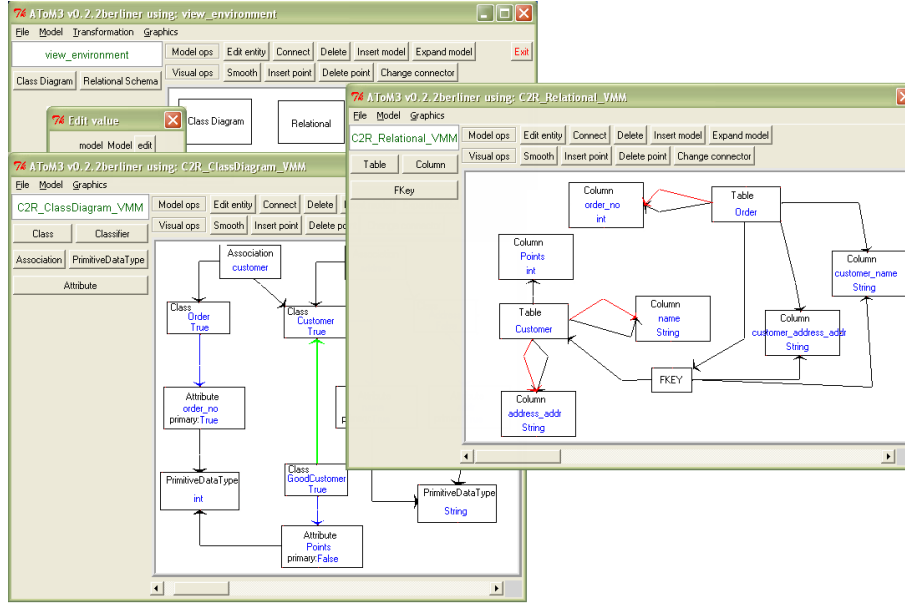 AToM3 v0.2.2berliner using: view_environment
File Model Transformation Graphics
view_environment
Model ops Edit entity Connect Delete Insert model Expand model Exit
Visual ops Smooth Insert point Delete point Change connector
Class Diagram Relational Schema
Class Diagram
Relational
Edit value
model Model edit
AToM3 v0.2.2berliner using: C2R_ClassDiagram_VMM
File Model Graphics
C2R_ClassDiagram_VMM
Model ops Edit entity Connect Delete
Visual ops Smooth Insert point Delete
Class Classifier
Association PrimitiveDataType
Attribute
Association
customer
Class
Order
True
Class
Customer
True
Attribute
order_no
primary:True
PrimitiveDataType
int
Class
GoodCustomer
True
Attribute
Points
primary:False
PrimitiveDataType
String
AToM3 v0.2.2berliner using: C2R_Relational_VMM
File Model Graphics
C2R_Relational_VMM
Model ops Edit entity Connect Delete Insert model Expand model
Visual ops Smooth Insert point Delete point Change connector
Table Column
FKey
Column
order_no
int
Table
Order
Column
Points
int
Column
customer_name
String
Table
Customer
Column
name
String
Column
customer_address_addr
String
FKEY
Column
address_addr
String